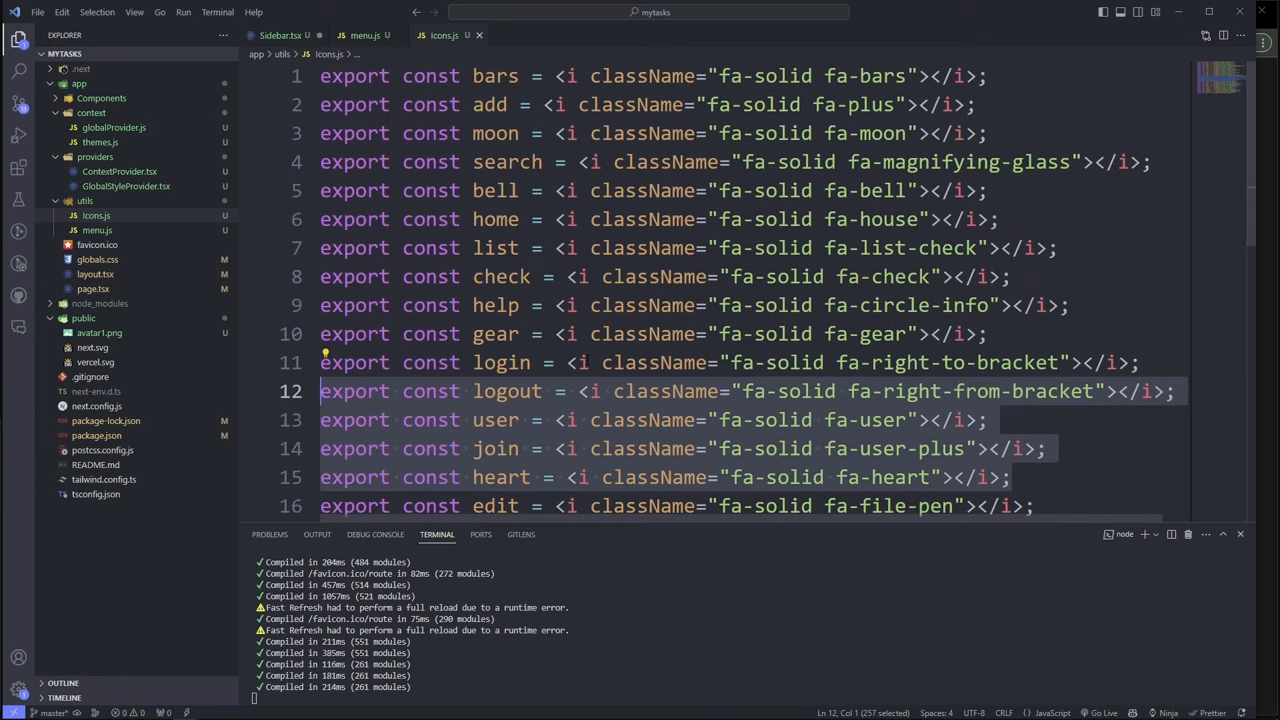 File Edit Selection View Go Run Terminal Help
mytasks
EXPLORER
MYTASKS
.next
app
Components
context
globalProvider.js U
themes.js U
providers
ContextProvider.tsx U
GlobalStyleProvider.tsx U
utils
Icons.js U
menu.js U
favicon.ico
globals.css M
layout.tsx M
page.tsx M
node_modules
public
avatar1.png U
next.svg
vercel.svg
.gitignore
next-env.d.ts
next.config.js
package-lock.json M
package.json M
postcss.config.js
README.md
tailwind.config.ts
tsconfig.json
OUTLINE
TIMELINE
Sidebar.tsx menu.js U Icons.js U
app > utils > Icons.js > ...
1 export const bars = <i className="fa-solid fa-bars"></i>;
2 export const add = <i className="fa-solid fa-plus"></i>;
3 export const moon = <i className="fa-solid fa-moon"></i>;
4 export const search = <i className="fa-solid fa-magnifying-glass"></i>;
5 export const bell = <i className="fa-solid fa-bell"></i>;
6 export const home = <i className="fa-solid fa-house"></i>;
7 export const list = <i className="fa-solid fa-list-check"></i>;
8 export const check = <i className="fa-solid fa-check"></i>;
9 export const help = <i className="fa-solid fa-circle-info"></i>;
10 export const gear = <i className="fa-solid fa-gear"></i>;
11 export const login = <i className="fa-solid fa-right-to-bracket"></i>;
12 export const logout = <i className="fa-solid fa-right-from-bracket"></i>;
13 export const user = <i className="fa-solid fa-user"></i>;
14 export const join = <i className="fa-solid fa-user-plus"></i>;
15 export const heart = <i className="fa-solid fa-heart"></i>;
16 export const edit = <i className="fa-solid fa-file-pen"></i>;
PROBLEMS OUTPUT DEBUG CONSOLE TERMINAL PORTS GITLENS
node
✓ Compiled in 204ms (484 modules)
✓ Compiled /favicon.ico/route in 82ms (272 modules)
✓ Compiled in 457ms (514 modules)
✓ Compiled in 1057ms (521 modules)
⚠ Fast Refresh had to perform a full reload due to a runtime error.
✓ Compiled /favicon.ico/route in 75ms (290 modules)
⚠ Fast Refresh had to perform a full reload due to a runtime error.
✓ Compiled in 211ms (551 modules)
✓ Compiled in 385ms (551 modules)
✓ Compiled in 116ms (261 modules)
✓ Compiled in 181ms (261 modules)
✓ Compiled in 214ms (261 modules)
master* 0 0 0 Ln 12, Col 1 (257 selected) Spaces: 4 UTF-8 CRLF JavaScript Go Live Ninja Prettier